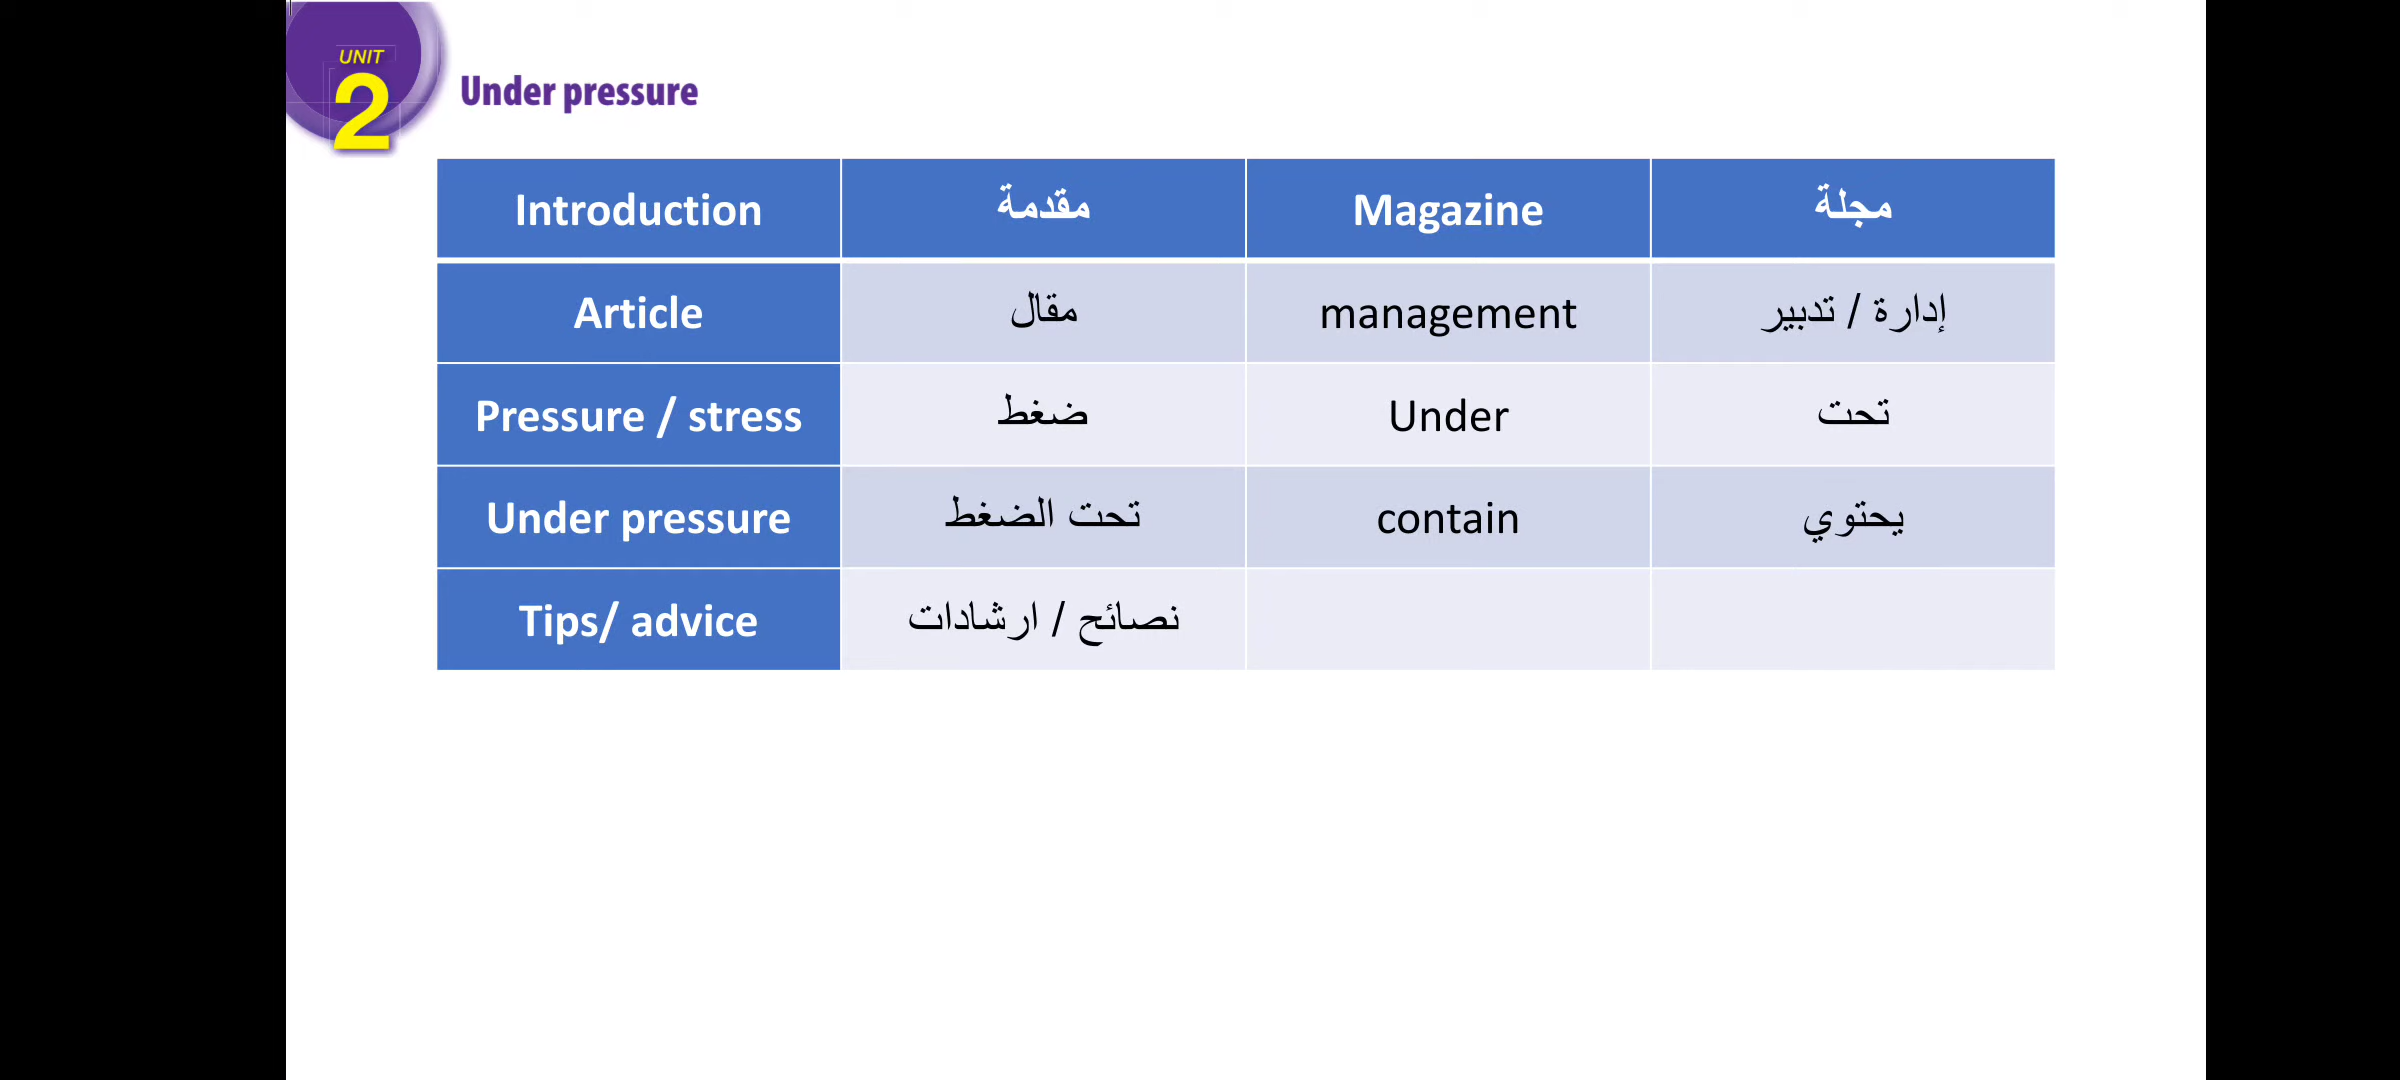 UNIT
2
Under pressure
Introduction مقدمة Magazine مجلة
Article مقال management إدارة / تدبير
Pressure / stress ضغط Under تحت
Under pressure تحت الضغط contain يحتوي
Tips/ advice نصائح / ارشادات